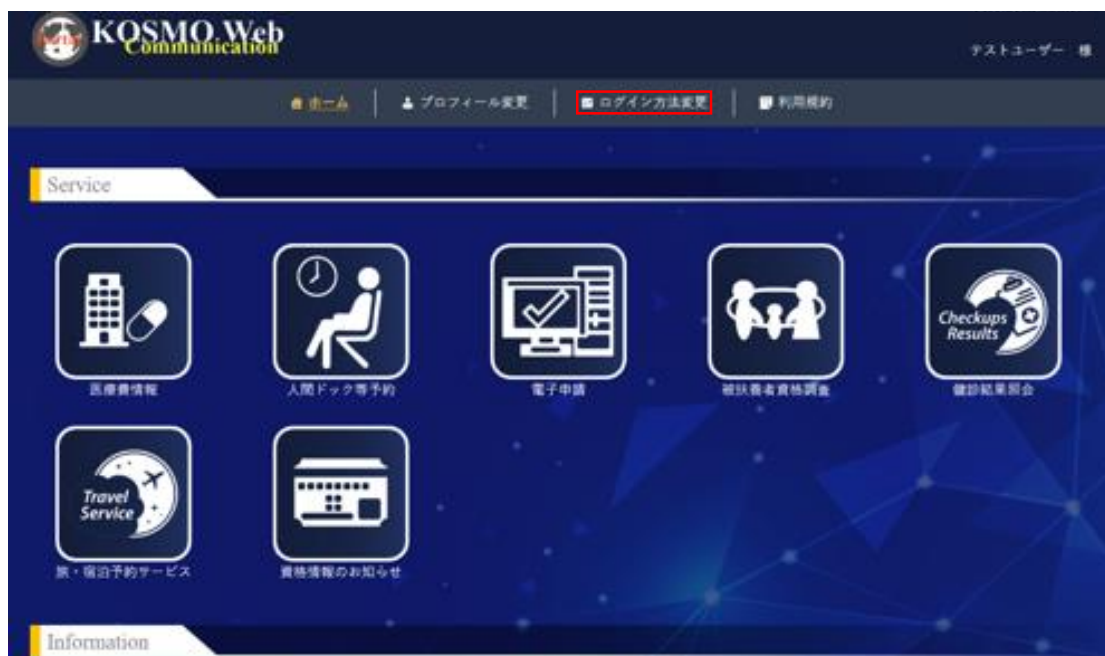 Portal
KOSMO Web
Communication
テストユーザー 様
ホーム
プロフィール変更
ログイン方法変更
利用規約
Service
Checkups
Results
医療費情報
人間ドック等予約
電子申請
被扶養者資格調査
健診結果照会
Travel
Service
旅・宿泊予約サービス
資格情報のお知らせ
Information